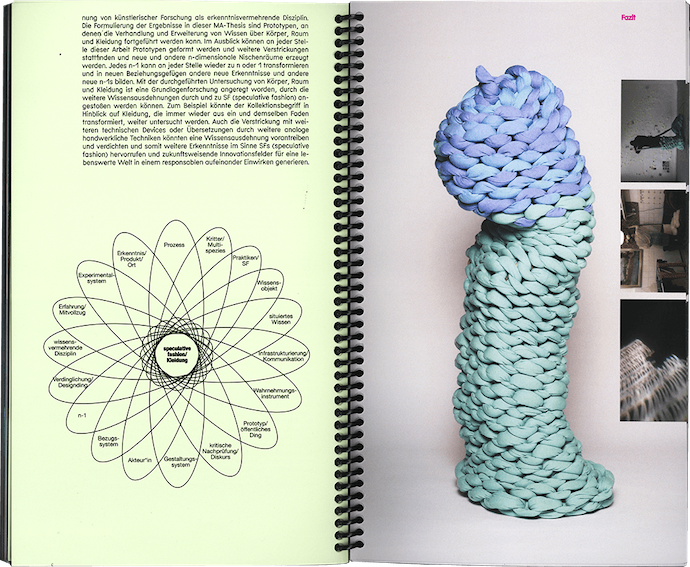 nung von künstlerischer Forschung als erkenntnisvermehrende Disziplin.
Die Formulierung der Ergebnisse in dieser MA-Thesis sind Prototypen, an
denen die Verhandlung und Erweiterung von Wissen über Körper, Raum
und Kleidung fortgeführt werden kann. Im Ausblick können an jeder Stel-
le dieser Arbeit Prototypen geformt werden und weitere Verstrickungen
stattfinden und neue und andere n-dimensionale Nischenräume erzeugt
werden. Jedes n-1 kann an jeder Stelle wieder zu n oder 1 transformieren
und in neuen Beziehungsgefügen andere neue Erkenntnisse und andere
neue n-1s bilden. Mit der durchgeführten Untersuchung von Körper, Raum
und Kleidung ist eine Grundlagenforschung angeregt worden, durch die
weitere Wissensausdehnungen durch und zu SF (speculative fashion) an-
gestoßen werden können. Zum Beispiel könnte der Kollektionsbegriff in
Hinblick auf Kleidung, die immer wieder aus ein und demselben Faden
transformiert, weiter untersucht werden. Auch die Verstrickung mit wei-
teren technischen Devices oder Übersetzungen durch weitere analoge
handwerkliche Techniken könnten eine Wissensausdehnung vorantreiben
und verdichten und somit weitere Erkenntnisse im Sinne SFs (speculative
fashion) hervorrufen und zukunftsweisende Innovationsfelder für eine le-
benswerte Welt in einem responsablen aufeinander Einwirken generieren.
Prozess
Kritter/
Multi-
spezies
Praktiken/
SF
Wissens-
objekt
situiertes
Wissen
Infrastrukturierung/
Kommunikation
Wahrnehmungs-
instrument
Prototyp/
öffentliches
Ding
kritische
Nachprüfung/
Diskurs
Gestaltungs-
system
Akteur*in
Bezugs-
system
n-1
Verdinglichung/
Designding
wissens-
vermehrende
Disziplin
Erfahrung/
Mitvollzug
Experimental-
system
Erkenntnis/
Produkt/
Ort
speculative
fashion/
Kleidung
Fazit